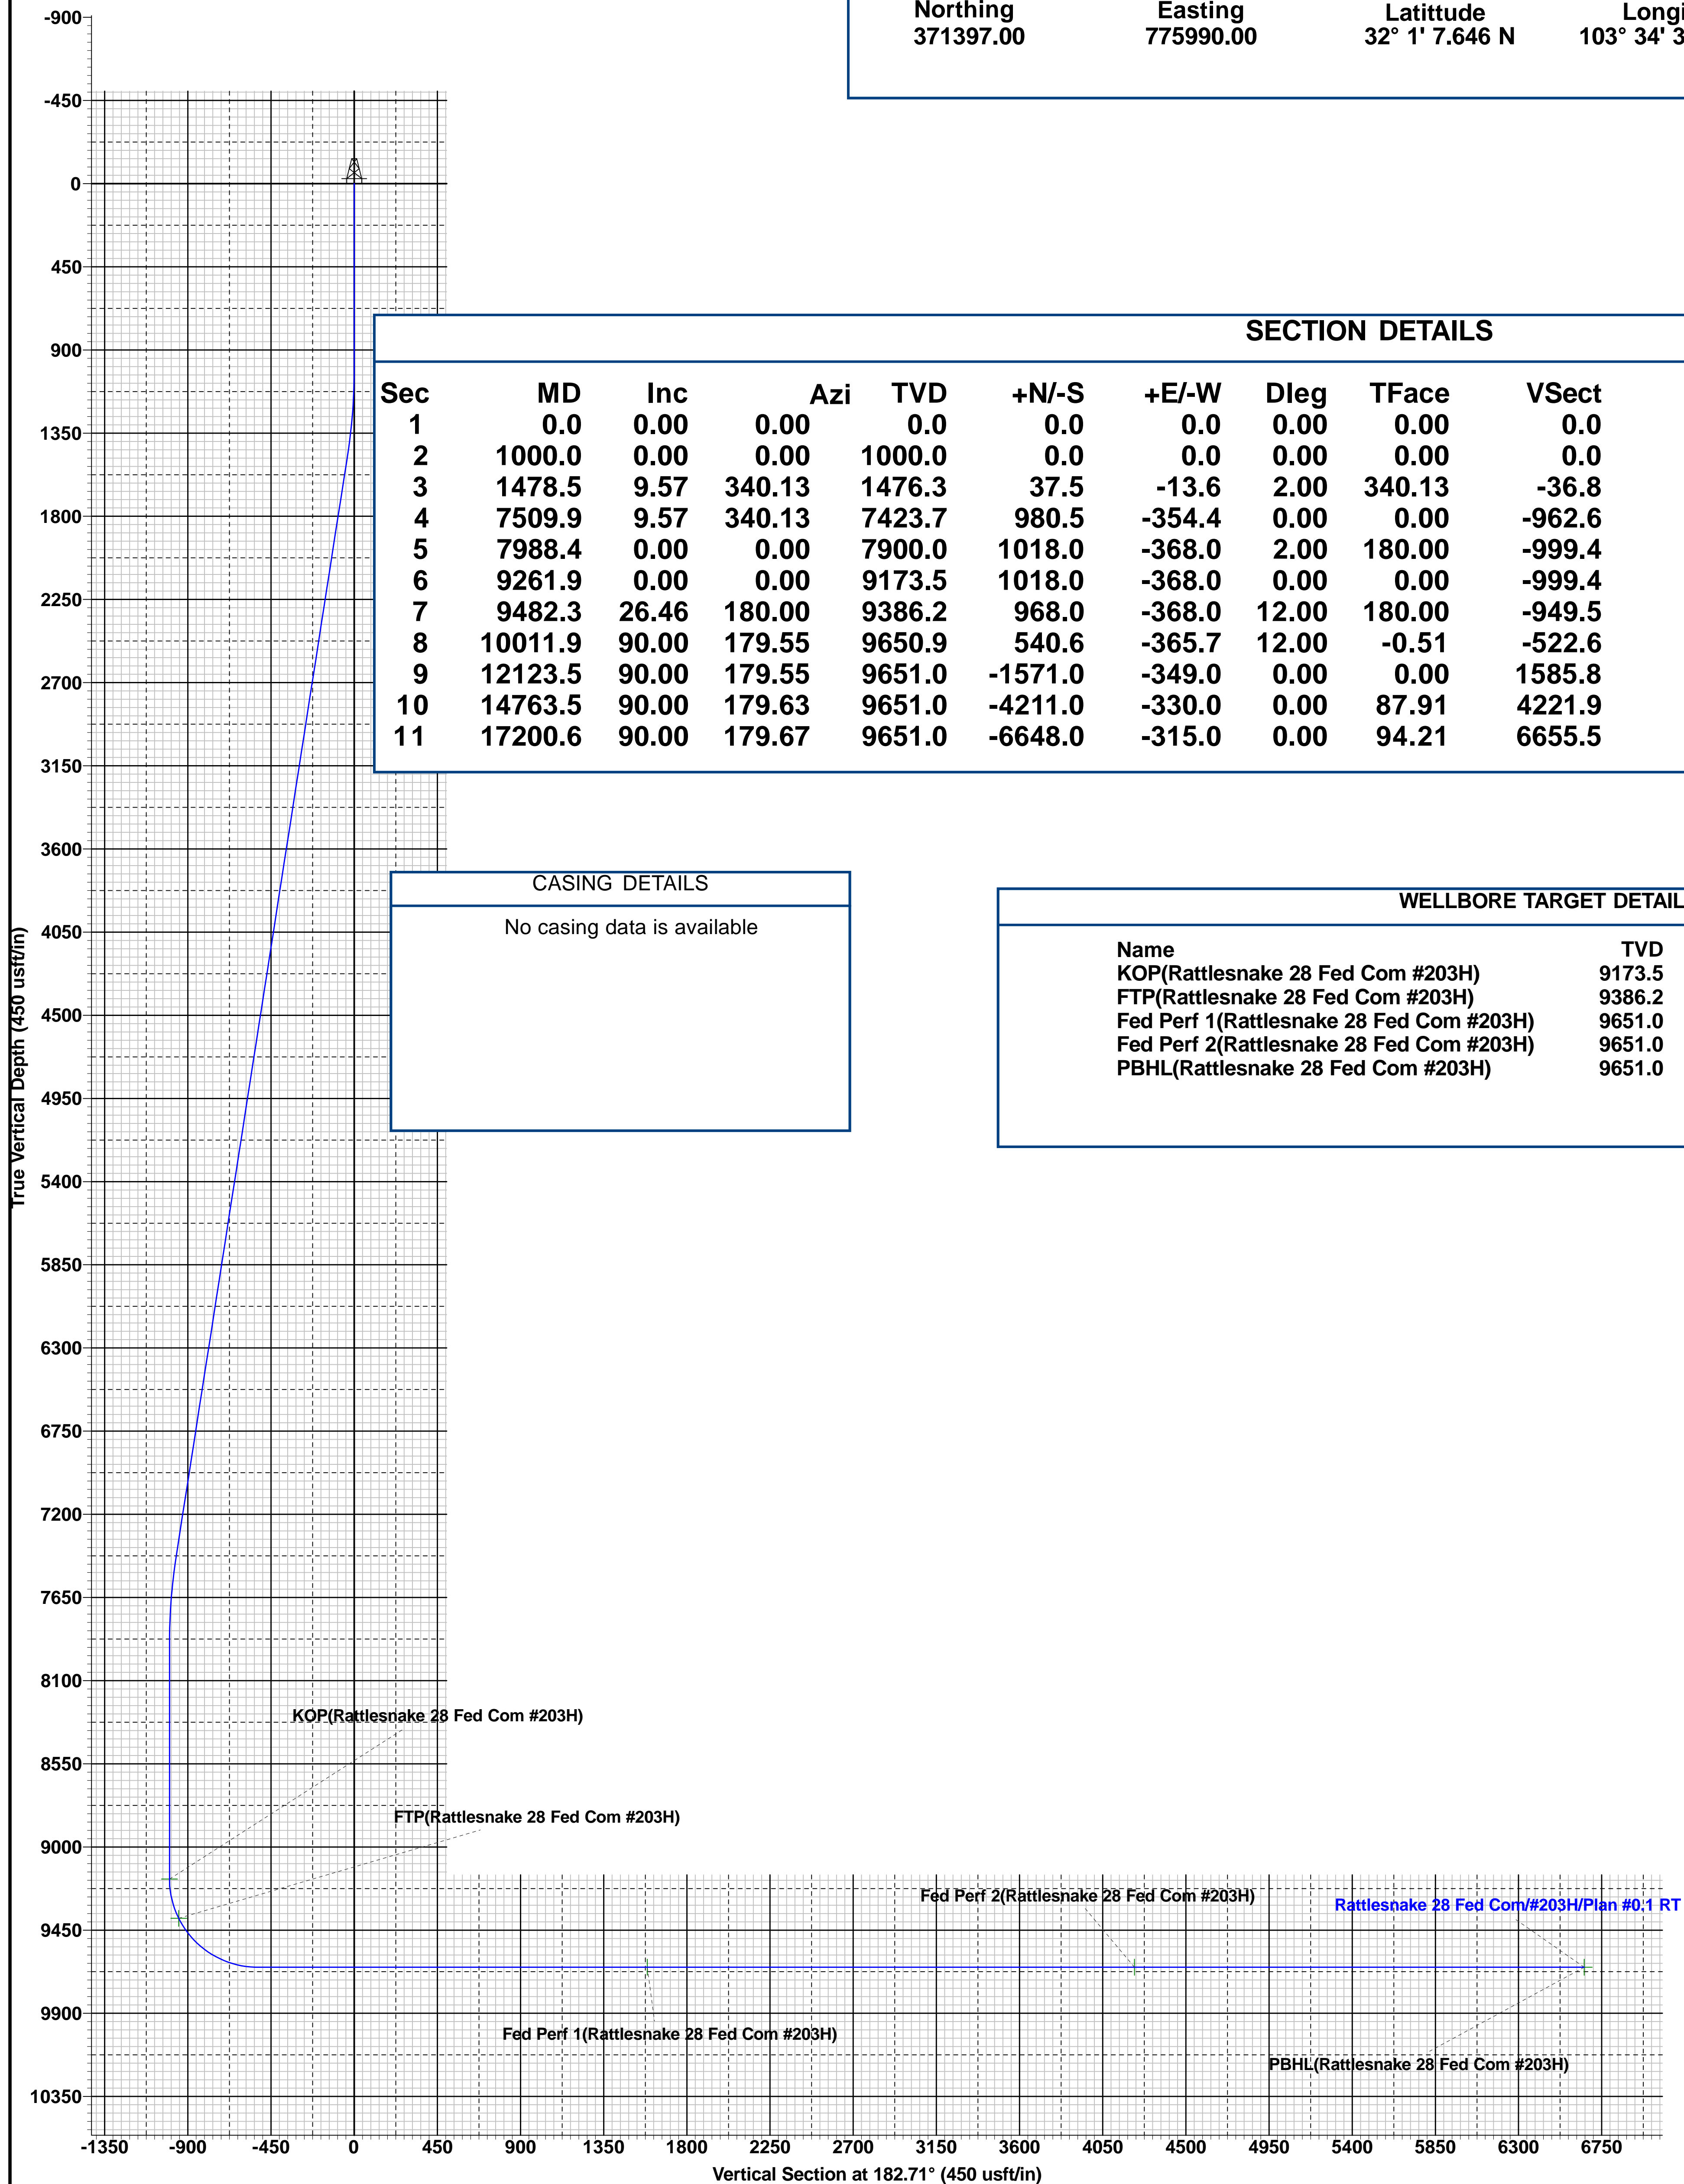 Northing Easting Latittude Longi
371397.00 775990.00 32° 1' 7.646 N 103° 34' 3
SECTION DETAILS
Sec MD Inc Azi TVD +N/-S +E/-W Dleg TFace VSect
1 0.0 0.00 0.00 0.0 0.0 0.0 0.00 0.00 0.0
2 1000.0 0.00 0.00 1000.0 0.0 0.0 0.00 0.00 0.0
3 1478.5 9.57 340.13 1476.3 37.5 -13.6 2.00 340.13 -36.8
4 7509.9 9.57 340.13 7423.7 980.5 -354.4 0.00 0.00 -962.6
5 7988.4 0.00 0.00 7900.0 1018.0 -368.0 2.00 180.00 -999.4
6 9261.9 0.00 0.00 9173.5 1018.0 -368.0 0.00 0.00 -999.4
7 9482.3 26.46 180.00 9386.2 968.0 -368.0 12.00 180.00 -949.5
8 10011.9 90.00 179.55 9650.9 540.6 -365.7 12.00 -0.51 -522.6
9 12123.5 90.00 179.55 9651.0 -1571.0 -349.0 0.00 0.00 1585.8
10 14763.5 90.00 179.63 9651.0 -4211.0 -330.0 0.00 87.91 4221.9
11 17200.6 90.00 179.67 9651.0 -6648.0 -315.0 0.00 94.21 6655.5
CASING DETAILS
No casing data is available
WELLBORE TARGET DETAIL
Name TVD
KOP(Rattlesnake 28 Fed Com #203H) 9173.5
FTP(Rattlesnake 28 Fed Com #203H) 9386.2
Fed Perf 1(Rattlesnake 28 Fed Com #203H) 9651.0
Fed Perf 2(Rattlesnake 28 Fed Com #203H) 9651.0
PBHL(Rattlesnake 28 Fed Com #203H) 9651.0
True Vertical Depth (450 usft/in)
-900
-450
0
450
900
1350
1800
2250
2700
3150
3600
4050
4500
4950
5400
5850
6300
6750
7200
7650
8100
8550
9000
9450
9900
10350
KOP(Rattlesnake 28 Fed Com #203H)
FTP(Rattlesnake 28 Fed Com #203H)
Fed Perf 2(Rattlesnake 28 Fed Com #203H)
Rattlesnake 28 Fed Com/#203H/Plan #0.1 RT
Fed Perf 1(Rattlesnake 28 Fed Com #203H)
PBHL(Rattlesnake 28 Fed Com #203H)
-1350 -900 -450 0 450 900 1350 1800 2250 2700 3150 3600 4050 4500 4950 5400 5850 6300 6750
Vertical Section at 182.71° (450 usft/in)